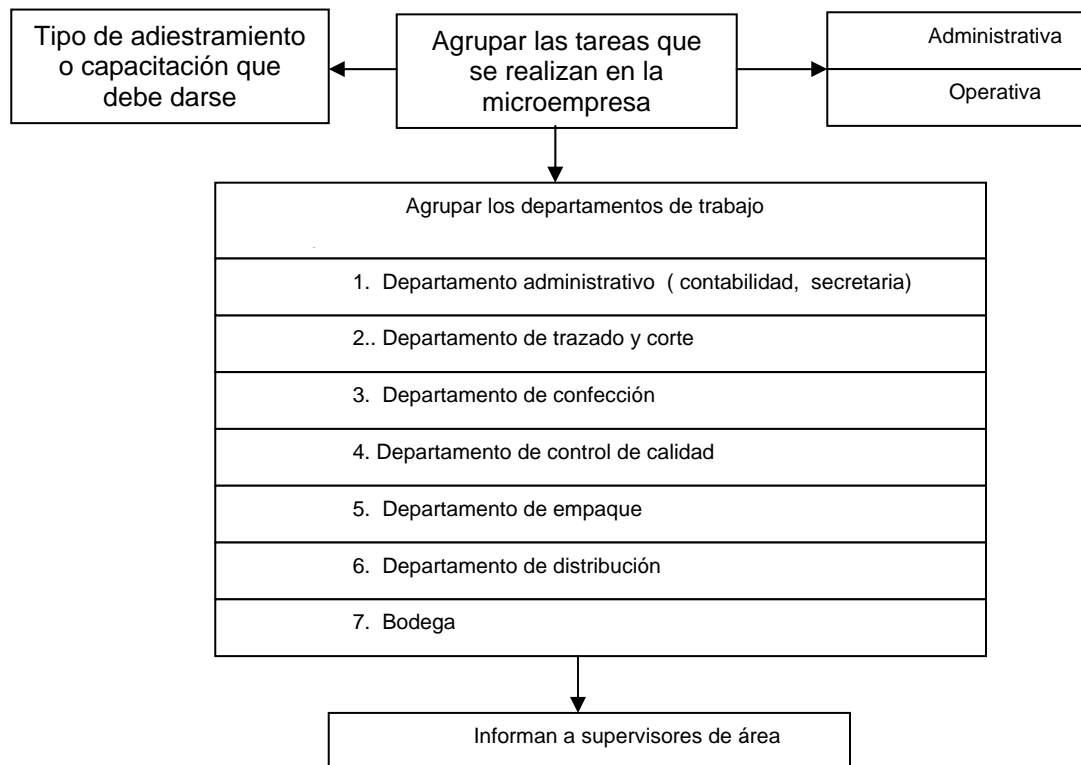 Tipo de adiestramiento
o capacitación que
debe darse
Agrupar las tareas que
se realizan en la
microempresa
Administrativa
Operativa
Agrupar los departamentos de trabajo
1. Departamento administrativo ( contabilidad, secretaria)
2.. Departamento de trazado y corte
3. Departamento de confección
4. Departamento de control de calidad
5. Departamento de empaque
6. Departamento de distribución
7. Bodega
Informan a supervisores de área